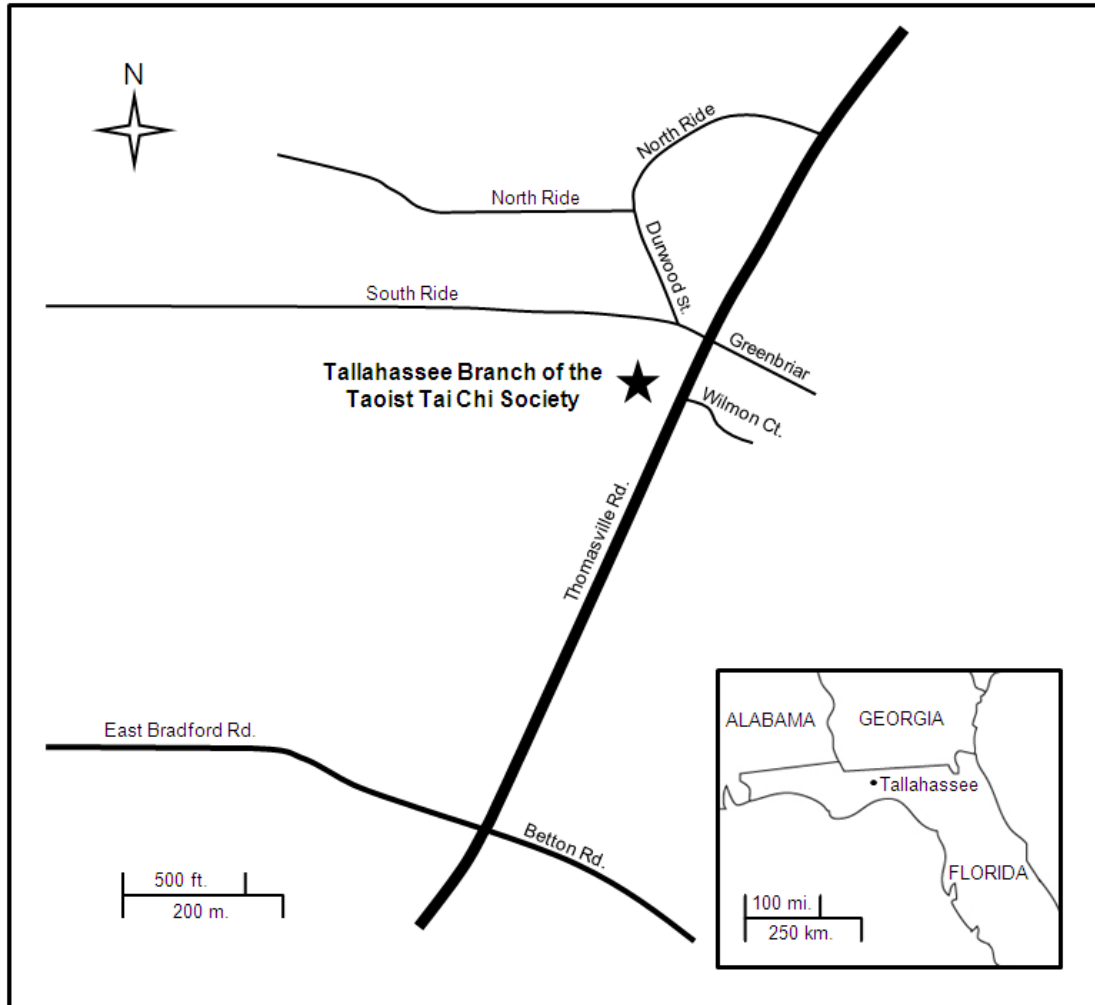 N
North Ride
North Ride
Durwood St.
South Ride
Greenbriar
Tallahassee Branch of the
Taoist Tai Chi Society
Wilmon Ct.
Thomasville Rd.
East Bradford Rd.
Betton Rd.
500 ft.
200 m.
ALABAMA
GEORGIA
Tallahassee
FLORIDA
100 mi.
250 km.